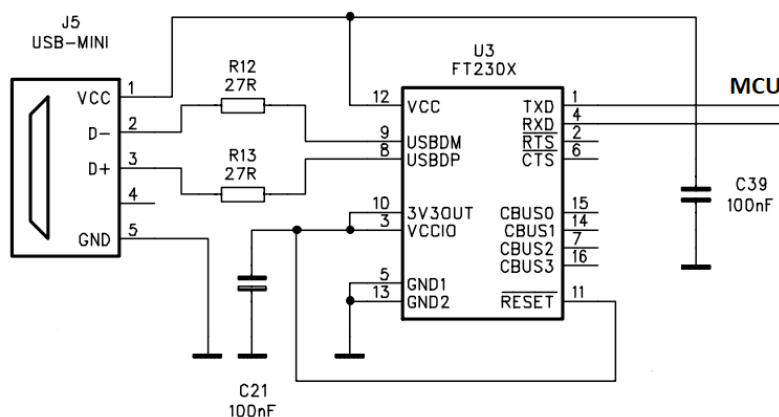 J5
USB-MINI
VCC 1
D- 2
D+ 3
4
GND 5
R12
27R
R13
27R
C21
100nF
U3
FT230X
12 VCC
9 USBDM
8 USBDP
10 3V3OUT
3 VCCIO
5 GND1
13 GND2
TXD 1
RXD 4
RTS 2
CTS 6
CBUS0 15
CBUS1 14
CBUS2 7
CBUS3 16
RESET 11
MCU
C39
100nF